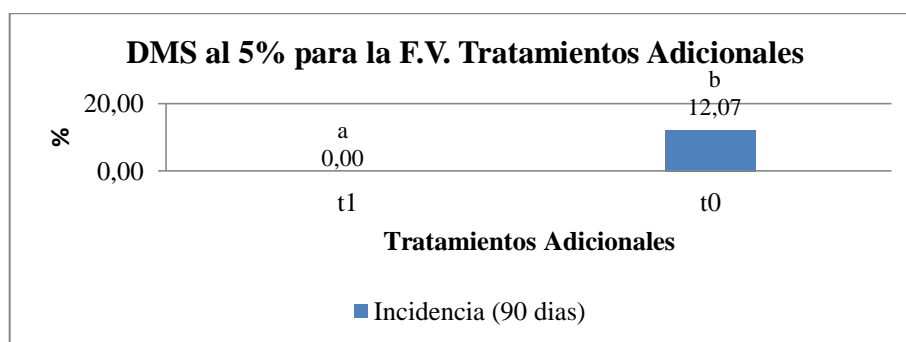 DMS al 5% para la F.V. Tratamientos Adicionales
b
20,00
12,07
a
%
0,00
0,00
t1
t0
Tratamientos Adicionales
Incidencia (90 dias)